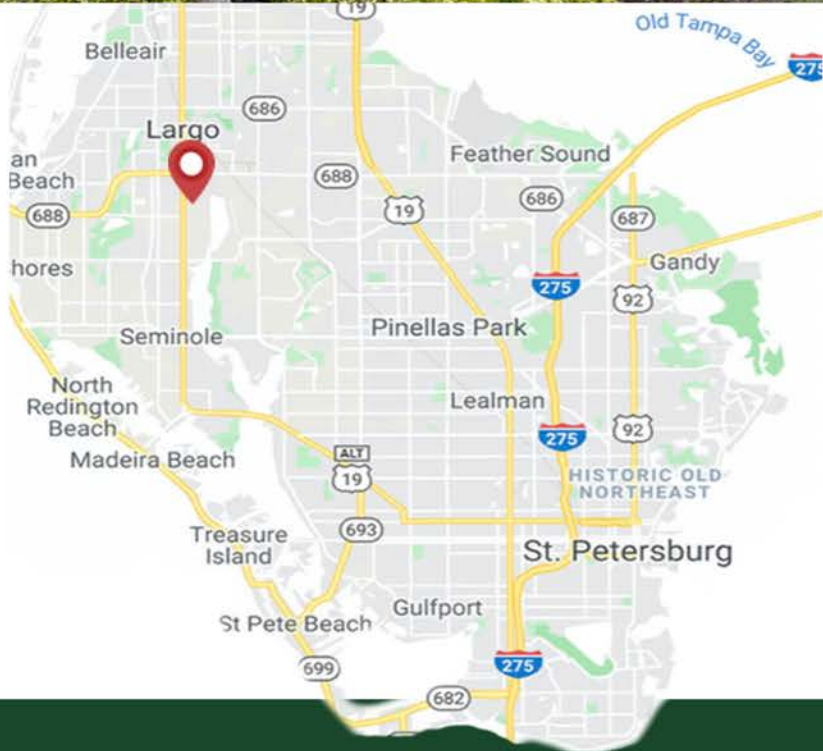 19
Old Tampa Bay
275
Belleair
686
Largo
Feather Sound
an
Beach
688
686
19
687
688
Gandy
hores
275
92
Seminole
Pinellas Park
North
Redington
Beach
Lealman
92
275
Madeira Beach
ALT
19
HISTORIC OLD
NORTHEAST
693
Treasure
Island
St. Petersburg
Gulfport
St Pete Beach
275
699
682